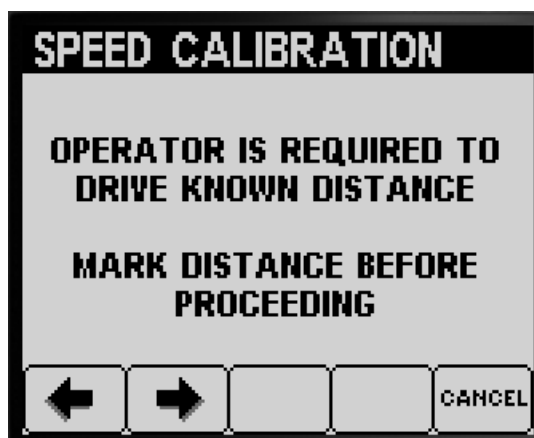 SPEED CALIBRATION
OPERATOR IS REQUIRED TO
DRIVE KNOWN DISTANCE
MARK DISTANCE BEFORE
PROCEEDING
CANCEL